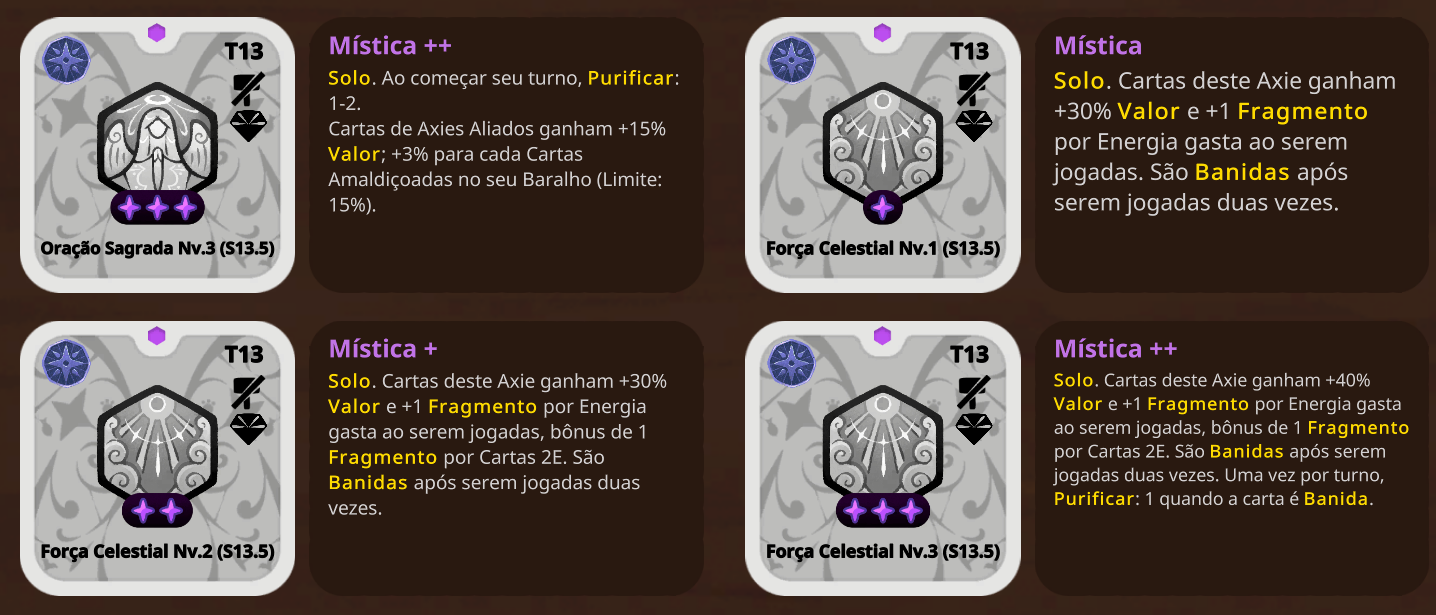 T13
Oração Sagrada Nv.3 (S13.5)
Mística ++
Solo. Ao começar seu turno, Purificar:
1-2.
Cartas de Axies Aliados ganham +15%
Valor; +3% para cada Cartas
Amaldiçoadas no seu Baralho (Limite:
15%).
T13
Força Celestial Nv.1 (S13.5)
Mística
Solo. Cartas deste Axie ganham
+30% Valor e +1 Fragmento
por Energia gasta ao serem
jogadas. São Banidas após
serem jogadas duas vezes.
T13
Força Celestial Nv.2 (S13.5)
Mística +
Solo. Cartas deste Axie ganham +30%
Valor e +1 Fragmento por Energia
gasta ao serem jogadas, bônus de 1
Fragmento por Cartas 2E. São
Banidas após serem jogadas duas
vezes.
T13
Força Celestial Nv.3 (S13.5)
Mística ++
Solo. Cartas deste Axie ganham +40%
Valor e +1 Fragmento por Energia gasta
ao serem jogadas, bônus de 1 Fragmento
por Cartas 2E. São Banidas após serem
jogadas duas vezes. Uma vez por turno,
Purificar: 1 quando a carta é Banida.